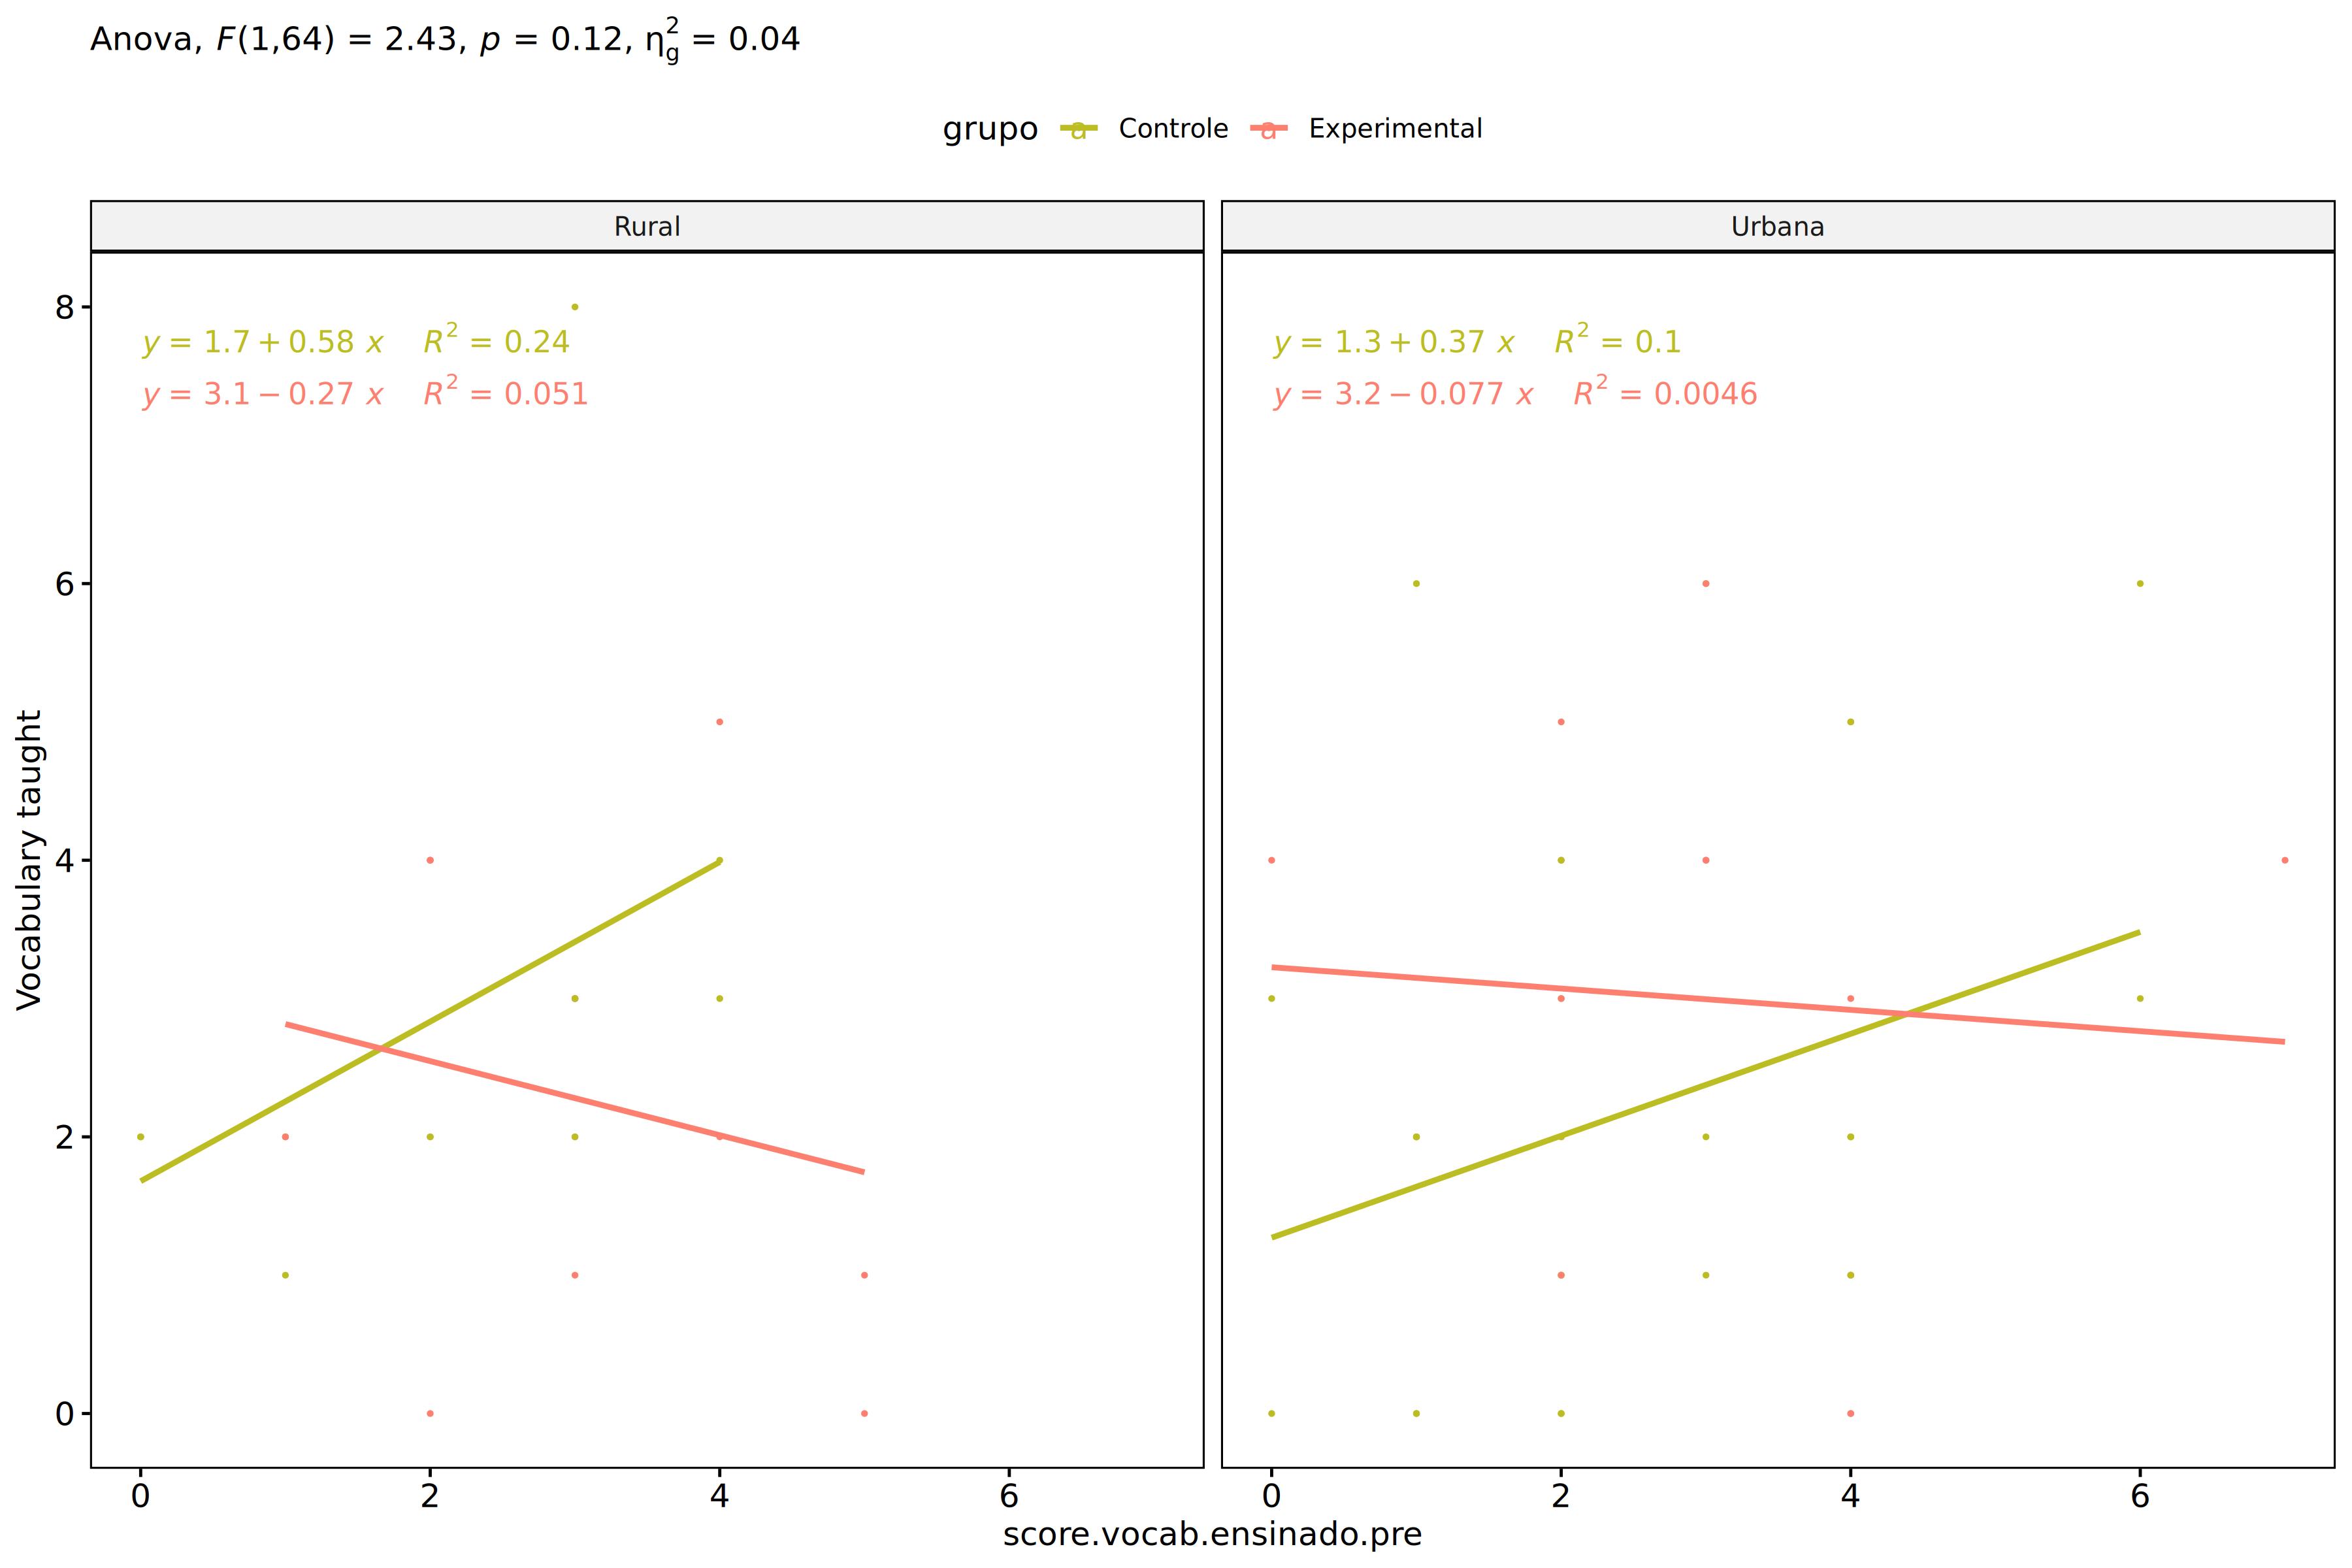 Anova, F(1,64) = 2.43, p = 0.12, η²g = 0.04
grupo a Controle a Experimental
Rural
Urbana
y = 1.7 + 0.58 x R² = 0.24
y = 3.1 − 0.27 x R² = 0.051
y = 1.3 + 0.37 x R² = 0.1
y = 3.2 − 0.077 x R² = 0.0046
Vocabulary taught
8
6
4
2
0
0 2 4 6
0 2 4 6
score.vocab.ensinado.pre